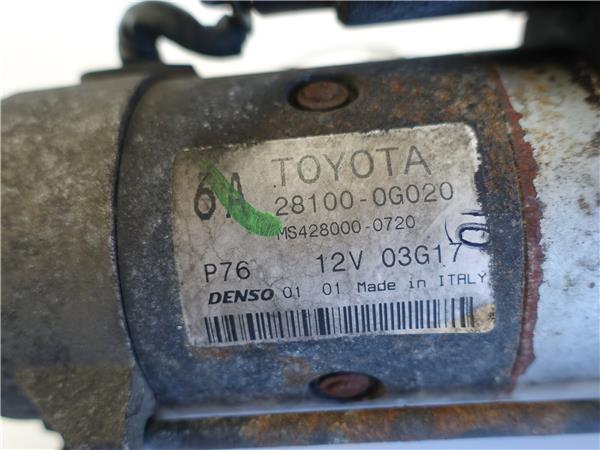 6A TOYOTA
28100-0G020
MS428000-0720
P76 12V 03G17
DENSO 01 01 Made in ITALY